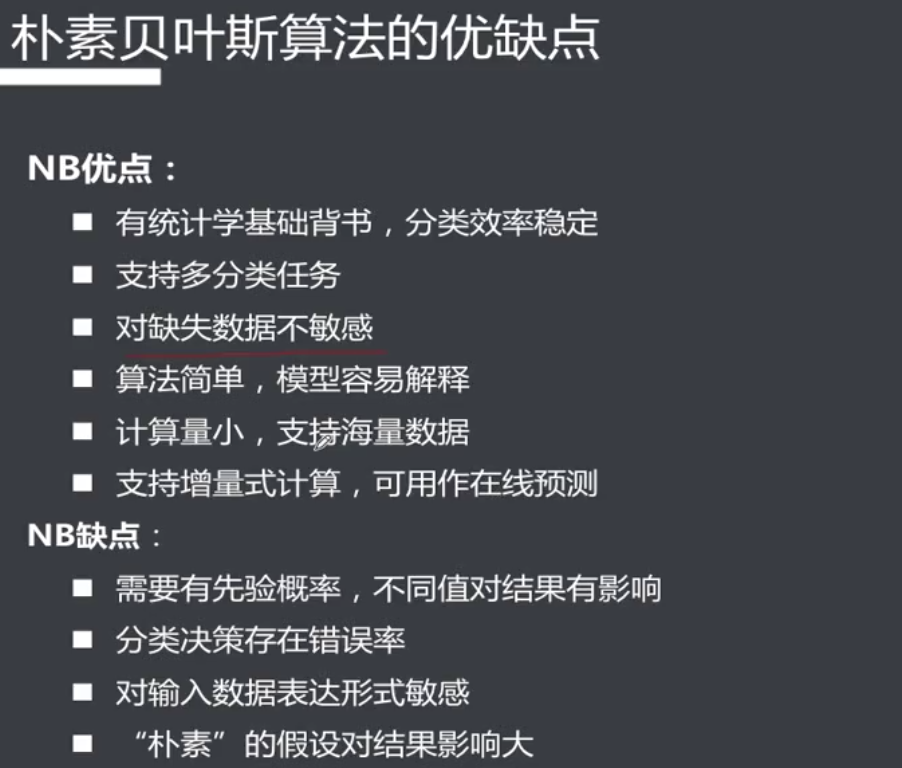 朴素贝叶斯算法的优缺点
NB优点：
■ 有统计学基础背书，分类效率稳定
■ 支持多分类任务
■ 对缺失数据不敏感
■ 算法简单，模型容易解释
■ 计算量小，支持海量数据
■ 支持增量式计算，可用作在线预测
NB缺点：
■ 需要有先验概率，不同值对结果有影响
■ 分类决策存在错误率
■ 对输入数据表达形式敏感
■ “朴素”的假设对结果影响大